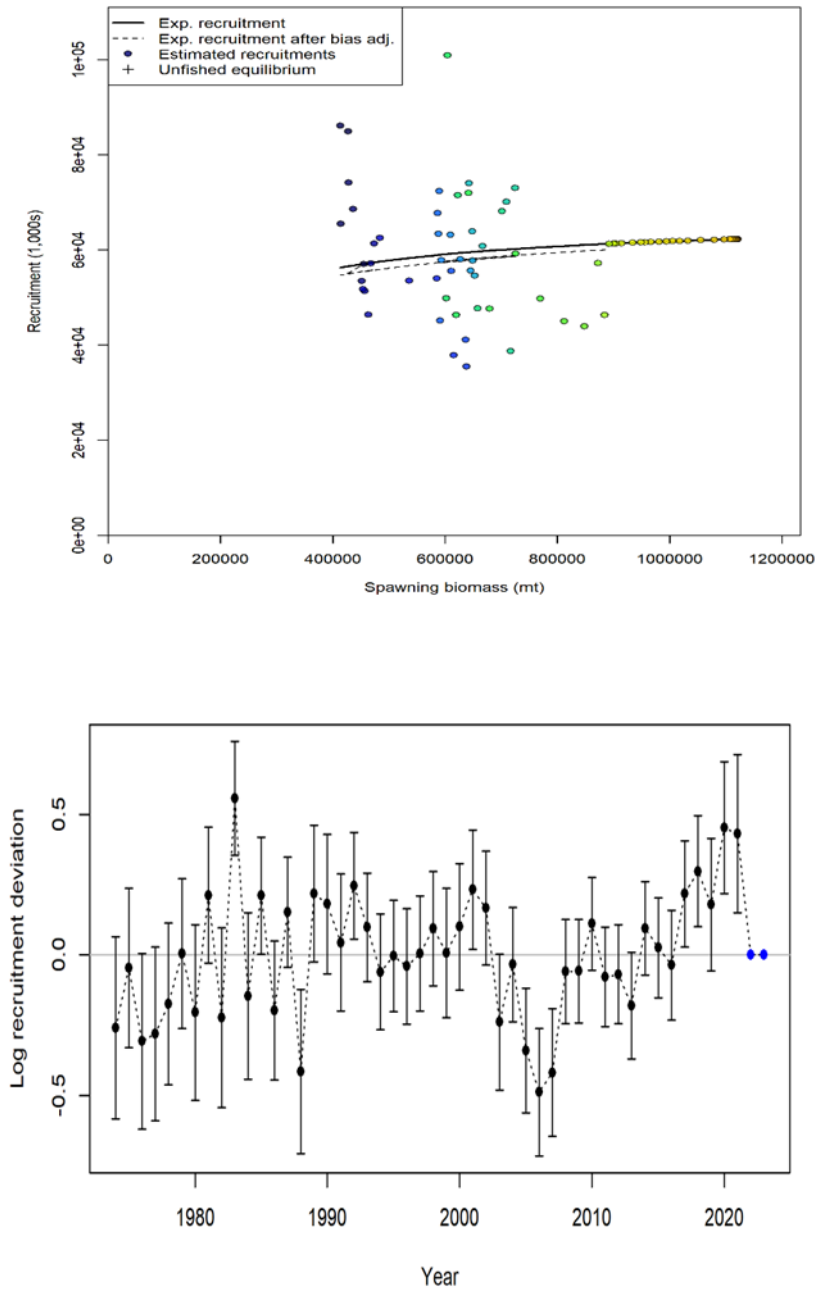 Exp. recruitment
Exp. recruitment after bias adj.
Estimated recruitments
Unfished equilibrium
Recruitment (1,000s)
1e+05
8e+04
6e+04
4e+04
2e+04
0e+00
0 200000 400000 600000 800000 1000000 1200000
Spawning biomass (mt)
Log recruitment deviation
0.5
0.0
-0.5
1980 1990 2000 2010 2020
Year